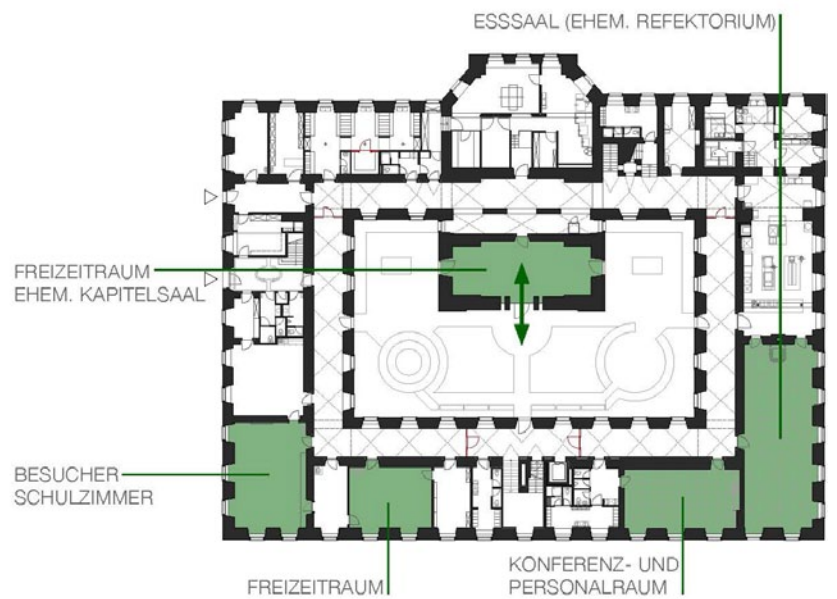 ESSSAAL (EHEM. REFEKTORIUM)
FREIZEITRAUM
EHEM. KAPITELSAAL
BESUCHER
SCHULZIMMER
FREIZEITRAUM
KONFERENZ- UND
PERSONALRAUM